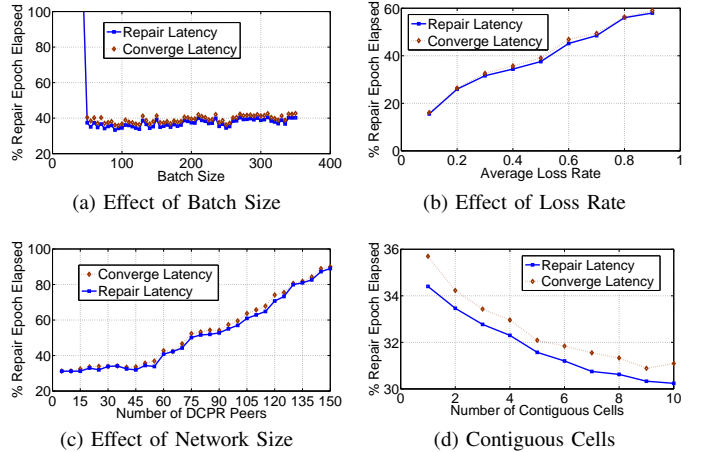 % Repair Epoch Elapsed
100
80
60
40
20
0
100
200
300
400
Batch Size
Repair Latency
Converge Latency
(a) Effect of Batch Size
% Repair Epoch Elapsed
60
40
20
0
0
0.2
0.4
0.6
0.8
1
Average Loss Rate
Repair Latency
Converge Latency
(b) Effect of Loss Rate
% Repair Epoch Elapsed
100
80
60
40
20
0
15
30
45
60
75
90
105
120
135
150
Number of DCPR Peers
Converge Latency
Repair Latency
(c) Effect of Network Size
% Repair Epoch Elapsed
36
34
32
30
0
2
4
6
8
10
Number of Contiguous Cells
Repair Latency
Converge Latency
(d) Contiguous Cells